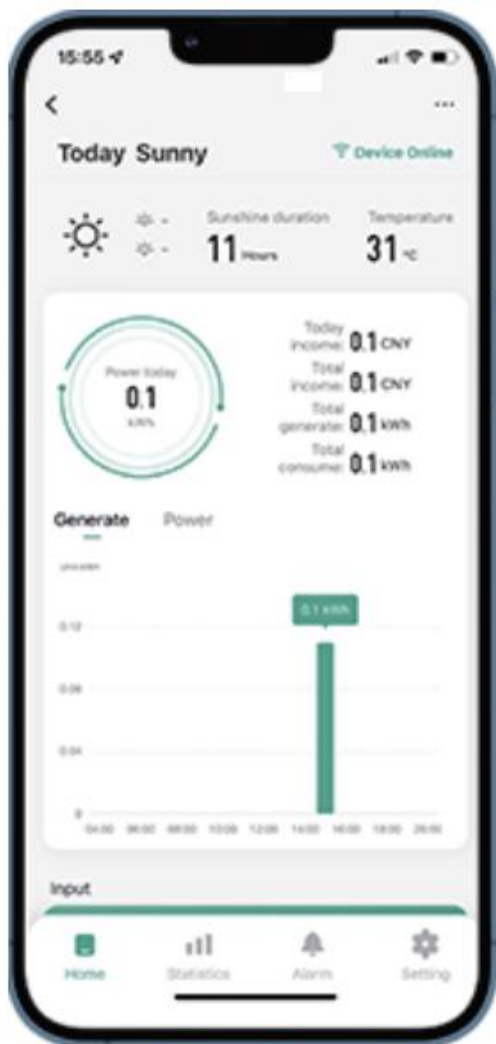 15:55
Today Sunny
Device Online
Sunshine duration
11 Hours
Temperature
31 °C
Power today
0.1
kWh
Today
income: 0.1 CNY
Total
income: 0.1 CNY
Total
generate: 0.1 kWh
Total
consume: 0.1 kWh
Generate Power
0.1 kWh
0.12
0.08
0.04
0
04:00 06:00 08:00 10:00 12:00 14:00 16:00 18:00 20:00
Input
Home Statistics Alarm Setting